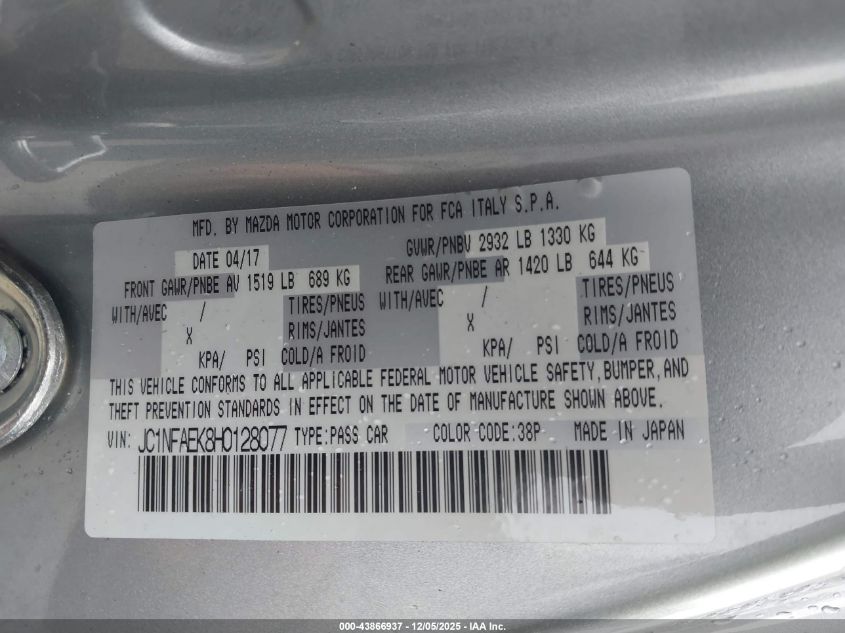 MFD. BY MAZDA MOTOR CORPORATION FOR FCA ITALY S.P.A.
DATE 04/17 GVWR/PNBV 2932 LB 1330 KG
FRONT GAWR/PNBE AV 1519 LB 689 KG REAR GAWR/PNBE AR 1420 LB 644 KG
WITH/AVEC / TIRES/PNEUS WITH/AVEC / TIRES/PNEUS
X RIMS/JANTES X RIMS/JANTES
KPA/ PSI COLD/A FROID KPA/ PSI COLD/A FROID
THIS VEHICLE CONFORMS TO ALL APPLICABLE FEDERAL MOTOR VEHICLE SAFETY, BUMPER, AND
THEFT PREVENTION STANDARDS IN EFFECT ON THE DATE OF MANUFACTURE SHOWN ABOVE.
VIN: JC1NFAEK8H0128077 TYPE:PASS CAR COLOR CODE:38P MADE IN JAPAN
000-43866937 - 12/05/2025 - IAA Inc.